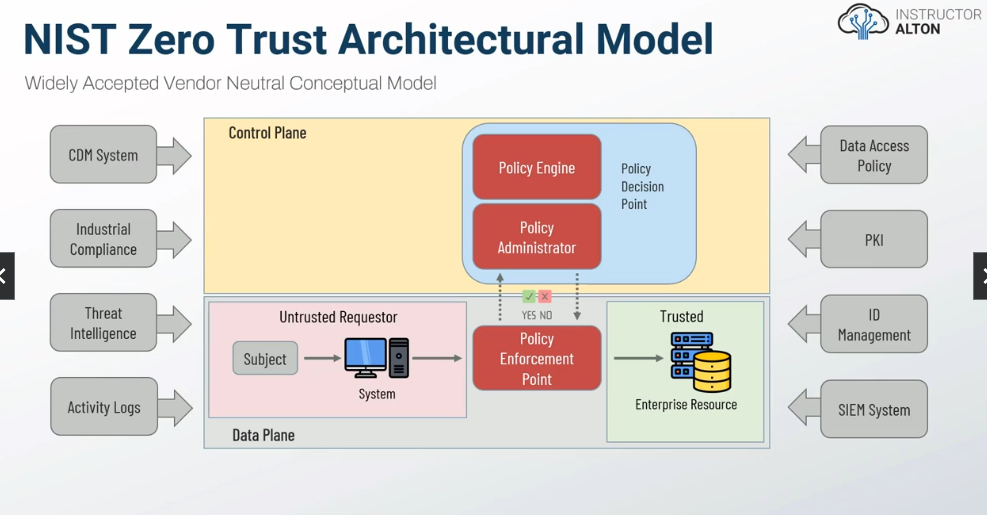 NIST Zero Trust Architectural Model
INSTRUCTOR
ALTON
Widely Accepted Vendor Neutral Conceptual Model
CDM System
Industrial
Compliance
Threat
Intelligence
Activity Logs
Control Plane
Policy Engine
Policy
Administrator
Policy
Decision
Point
YES NO
Untrusted Requestor
Subject
System
Policy
Enforcement
Point
Trusted
Enterprise Resource
Data Plane
Data Access
Policy
PKI
ID
Management
SIEM System